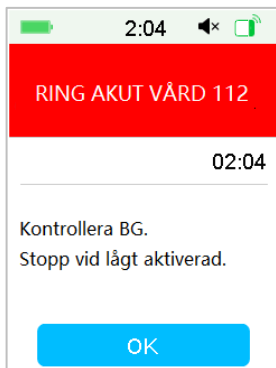 2:04
RING AKUT VÅRD 112
02:04
Kontrollera BG.
Stopp vid lågt aktiverad.
OK